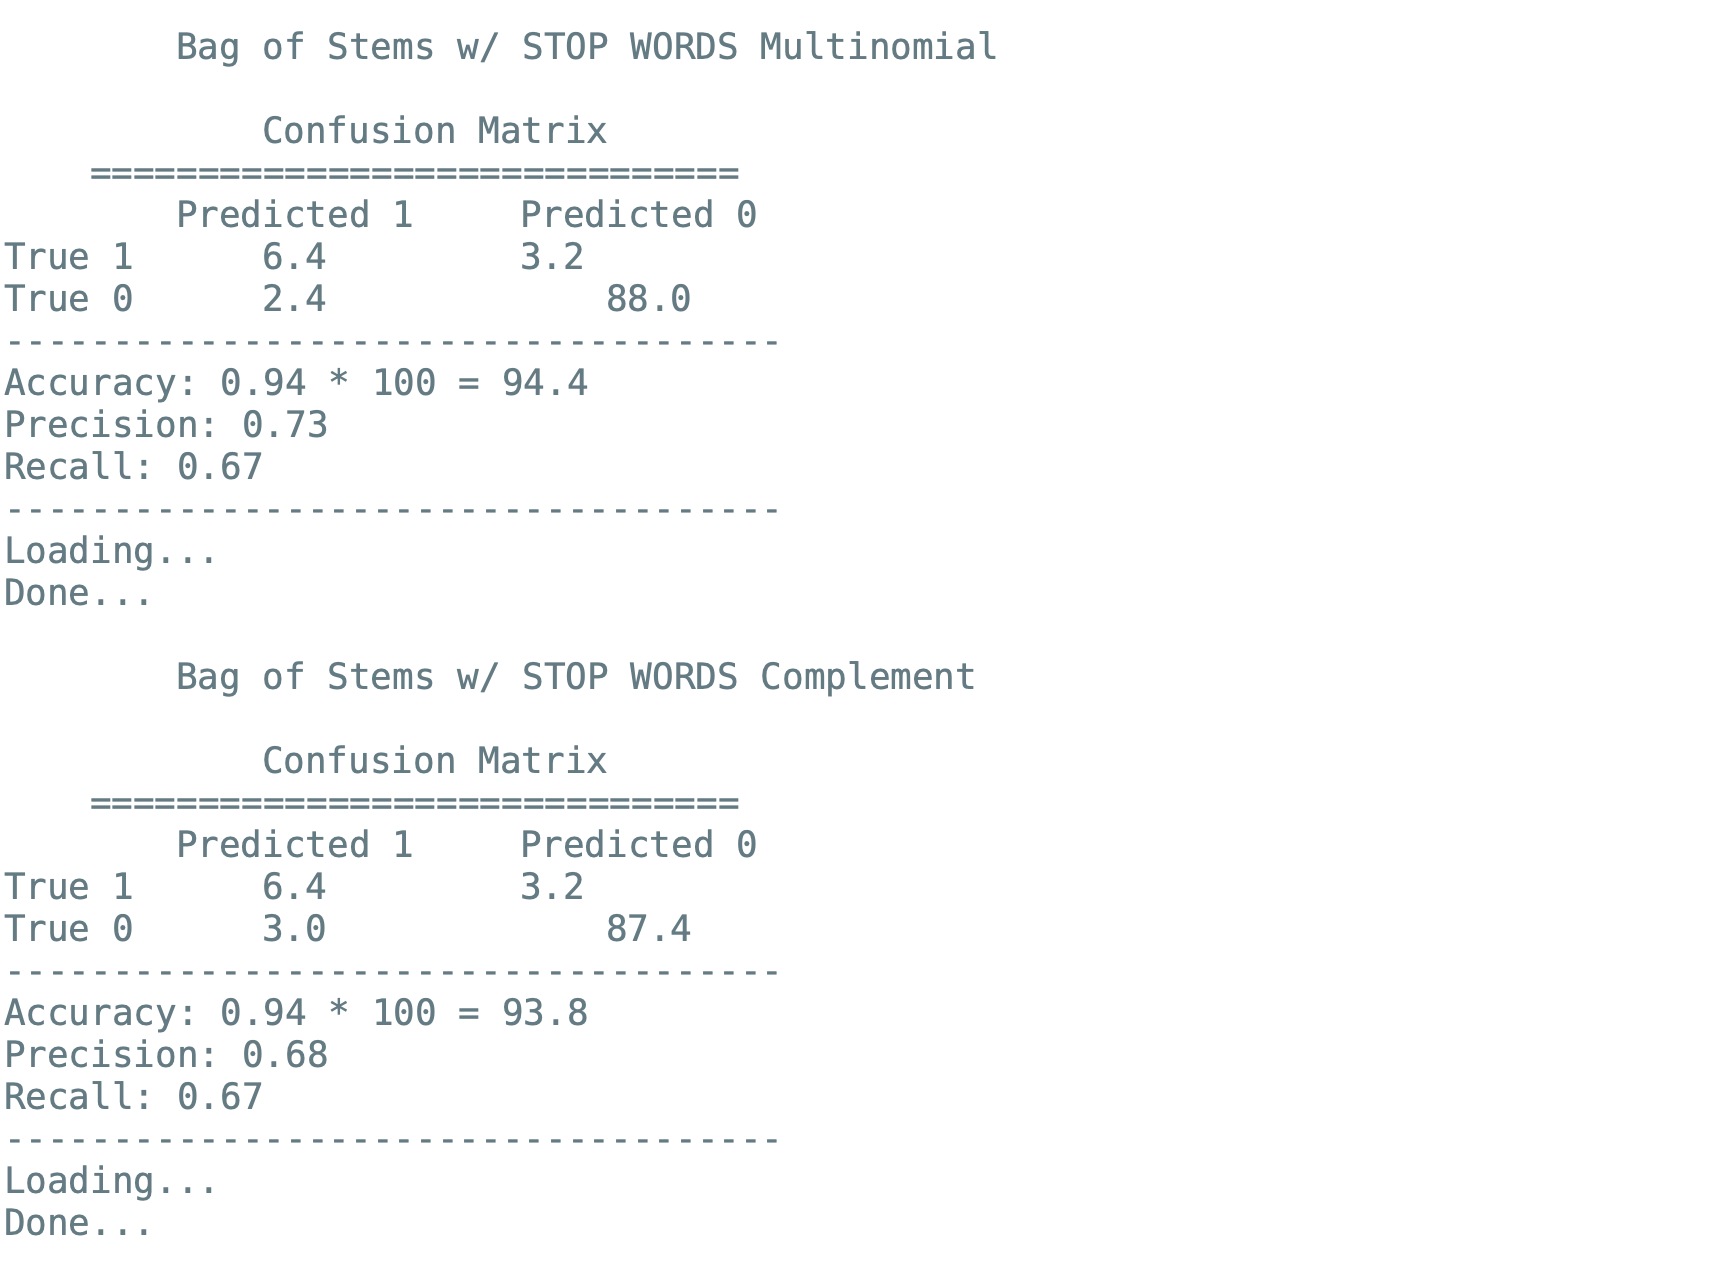 Bag of Stems w/ STOP WORDS Multinomial
Confusion Matrix
==============================
Predicted 1     Predicted 0
True 1      6.4         3.2
True 0      2.4             88.0
------------------------------------
Accuracy: 0.94 * 100 = 94.4
Precision: 0.73
Recall: 0.67
------------------------------------
Loading...
Done...
Bag of Stems w/ STOP WORDS Complement
Confusion Matrix
==============================
Predicted 1     Predicted 0
True 1      6.4         3.2
True 0      3.0             87.4
------------------------------------
Accuracy: 0.94 * 100 = 93.8
Precision: 0.68
Recall: 0.67
------------------------------------
Loading...
Done...